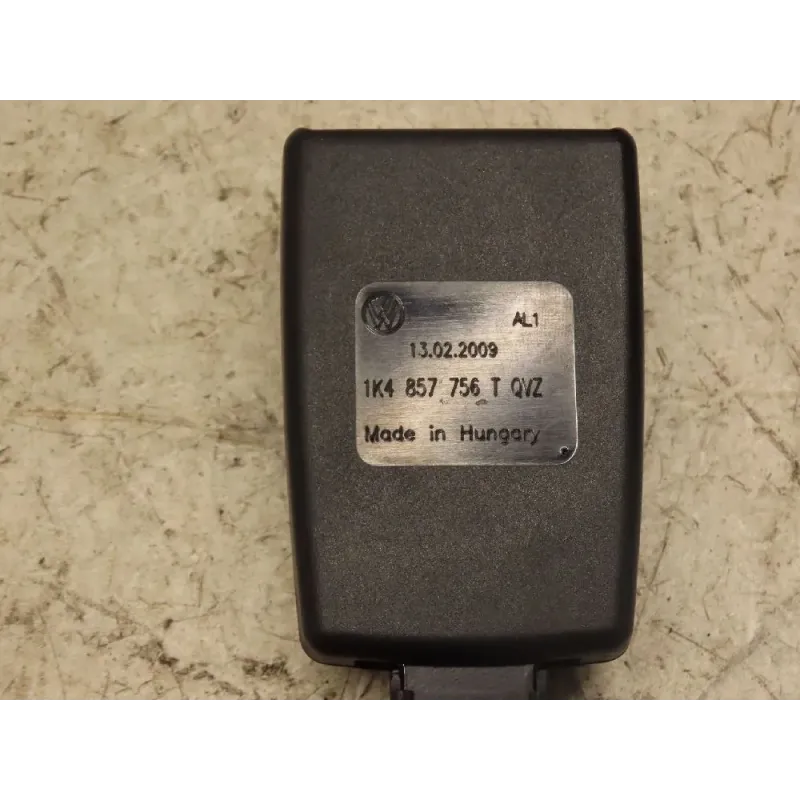 AL1
13.02.2009
1K4 857 756 T QVZ
Made in Hungary